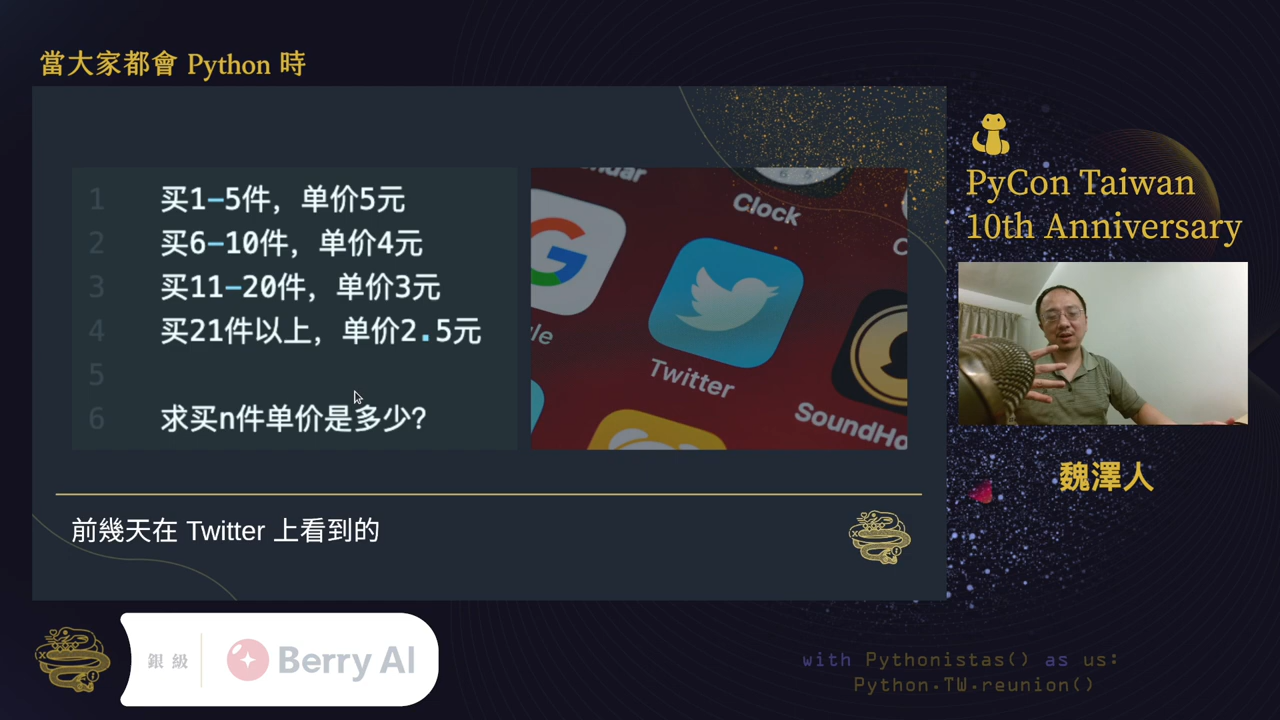 當大家都會 Python 時
1 买1-5件，单价5元
2 买6-10件，单价4元
3 买11-20件，单价3元
4 买21件以上，单价2.5元
5
6 求买n件单价是多少?
Clock
Twitter
SoundHo
前幾天在 Twitter 上看到的
PyCon Taiwan
10th Anniversary
魏澤人
銀級
Berry AI
with Pythonistas() as us:
Python.TW.reunion()